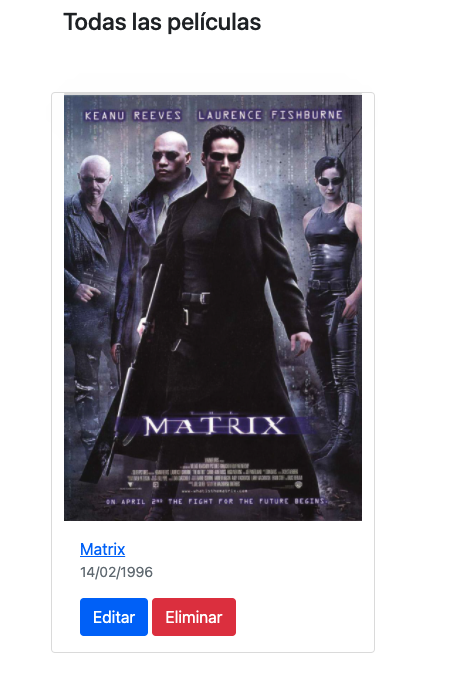 Todas las películas
KEANU REEVES LAURENCE FISHBURNE
THE
MATRIX
ON APRIL 2ND THE FIGHT FOR THE FUTURE BEGINS.
Matrix
14/02/1996
Editar Eliminar